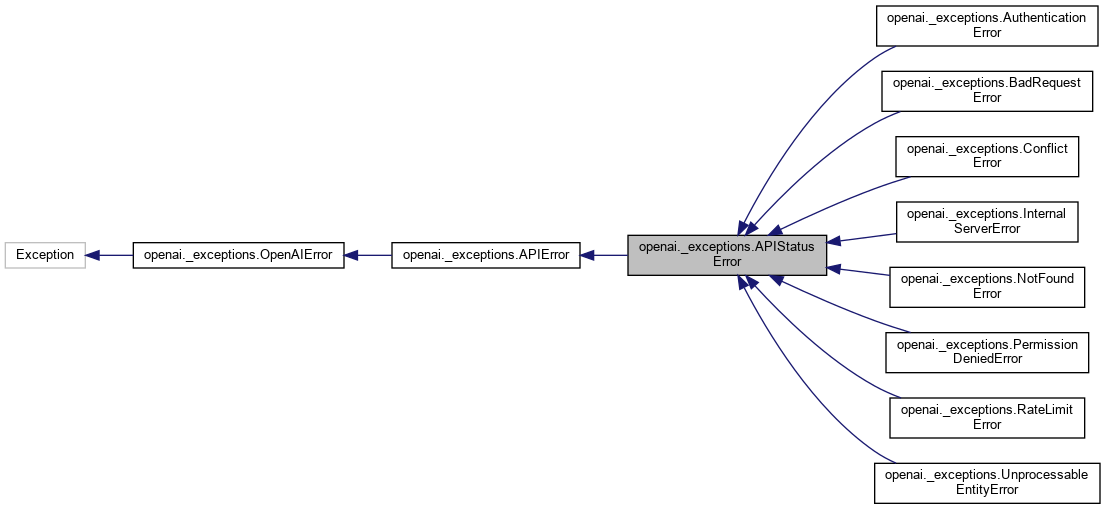 Exception
openai._exceptions.OpenAIError
openai._exceptions.APIError
openai._exceptions.APIStatus
Error
openai._exceptions.Authentication
Error
openai._exceptions.BadRequest
Error
openai._exceptions.Conflict
Error
openai._exceptions.Internal
ServerError
openai._exceptions.NotFound
Error
openai._exceptions.Permission
DeniedError
openai._exceptions.RateLimit
Error
openai._exceptions.Unprocessable
EntityError